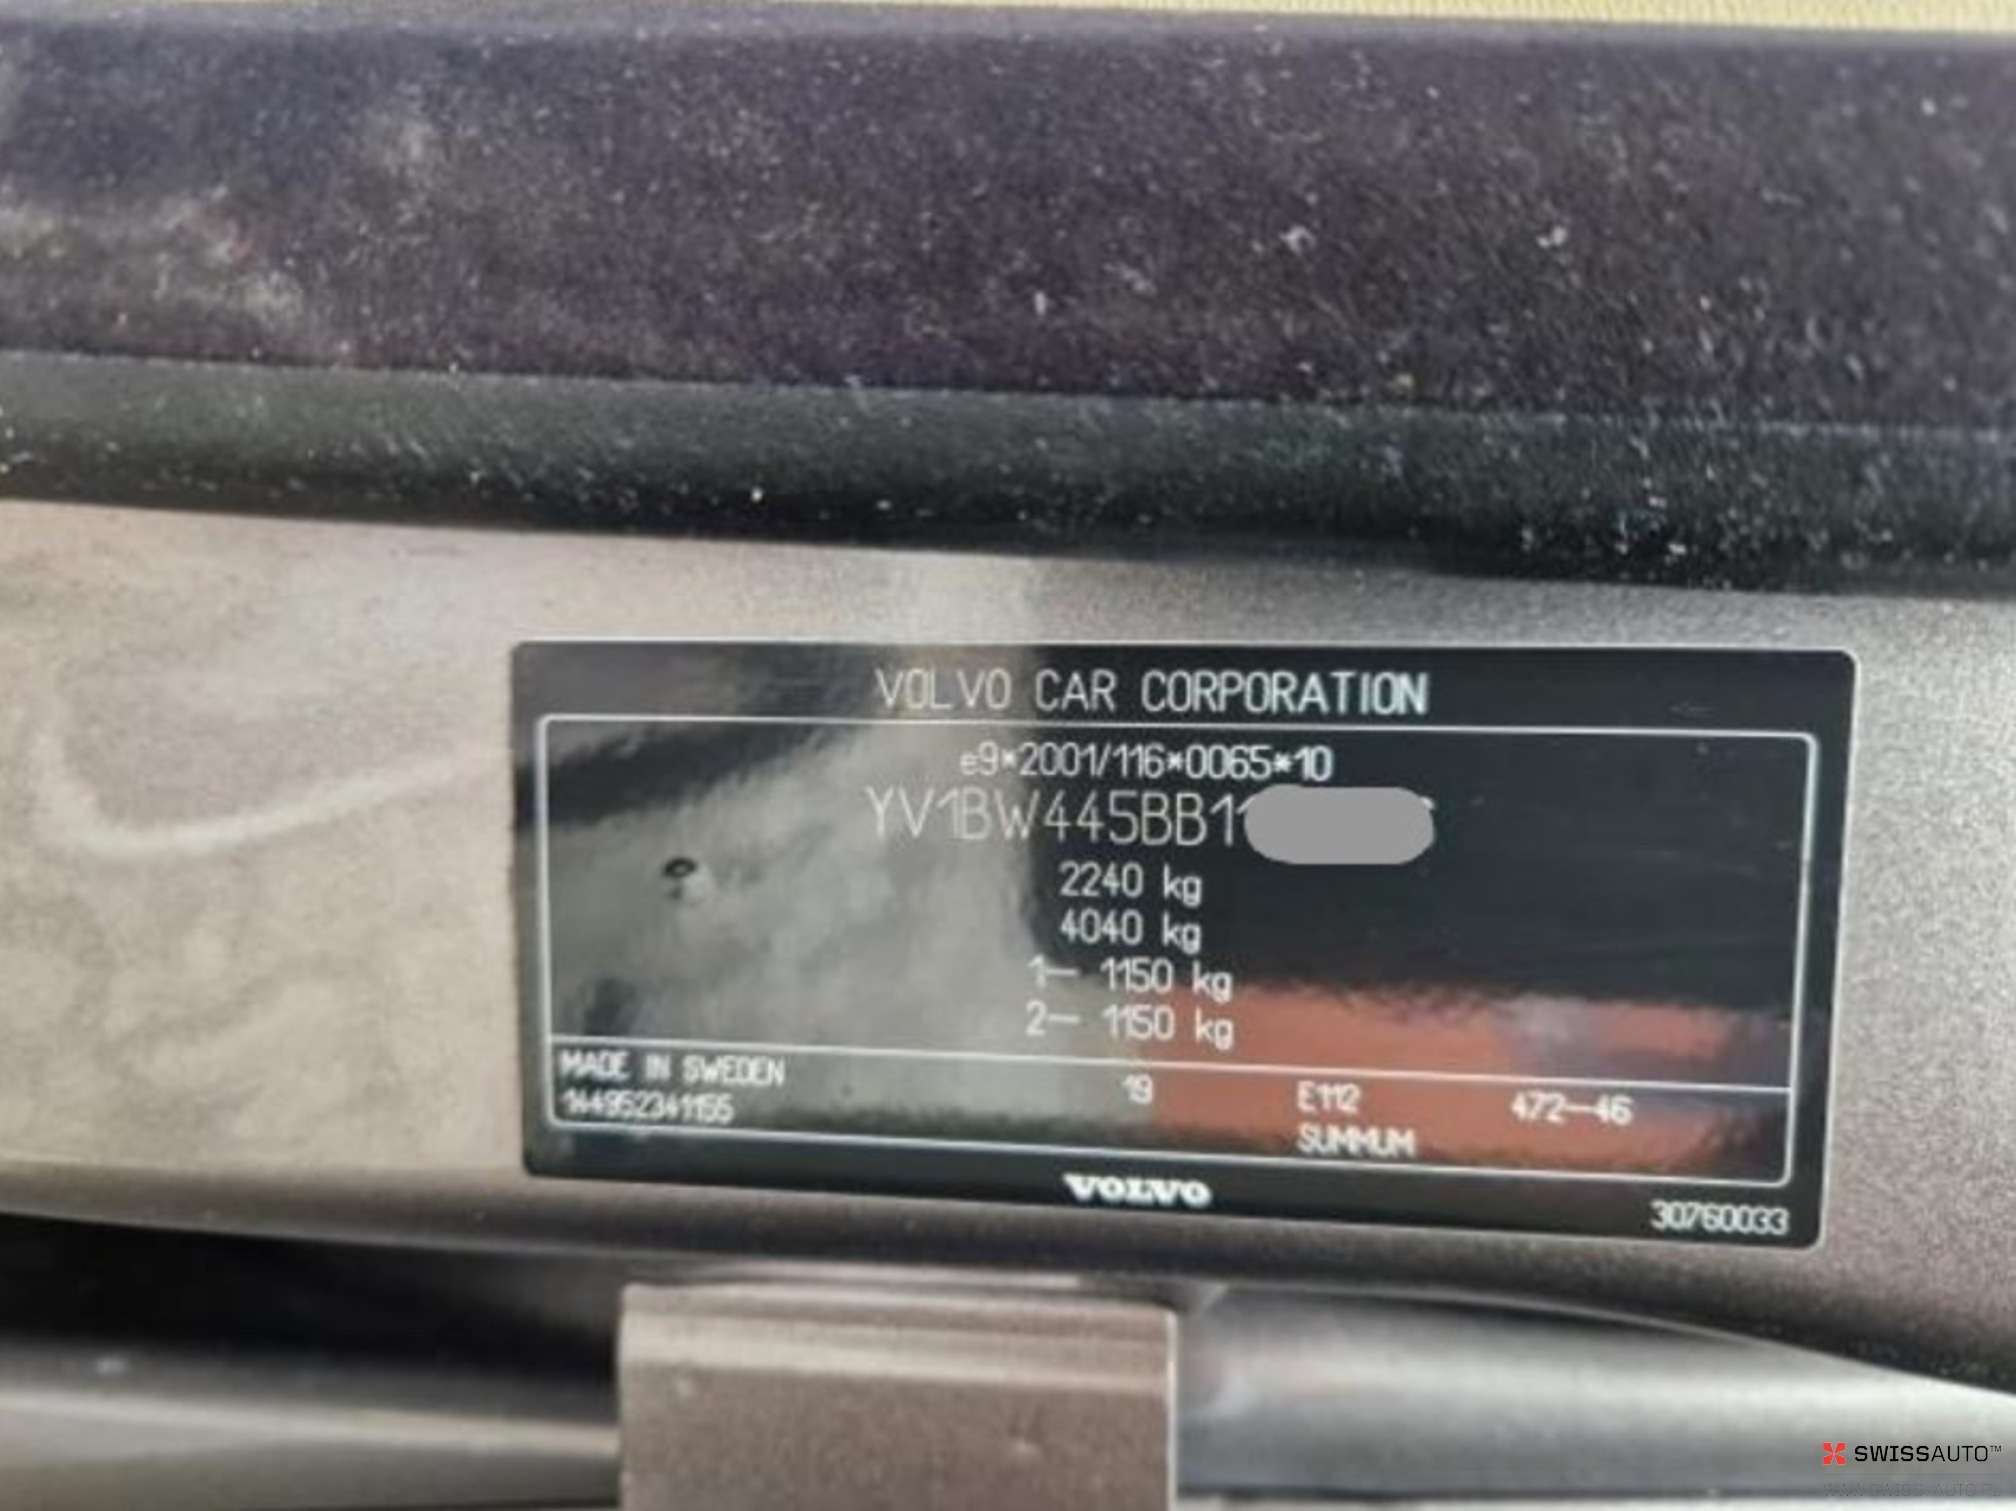 VOLVO CAR CORPORATION
e9*2001/116*0065*10
YV1BW445BB11
2240 kg
4040 kg
1— 1150 kg
2— 1150 kg
MADE IN SWEDEN 19 E112 472—46
144952341155 SUMMUM
VOLVO
30760033
SWISSAUTO™